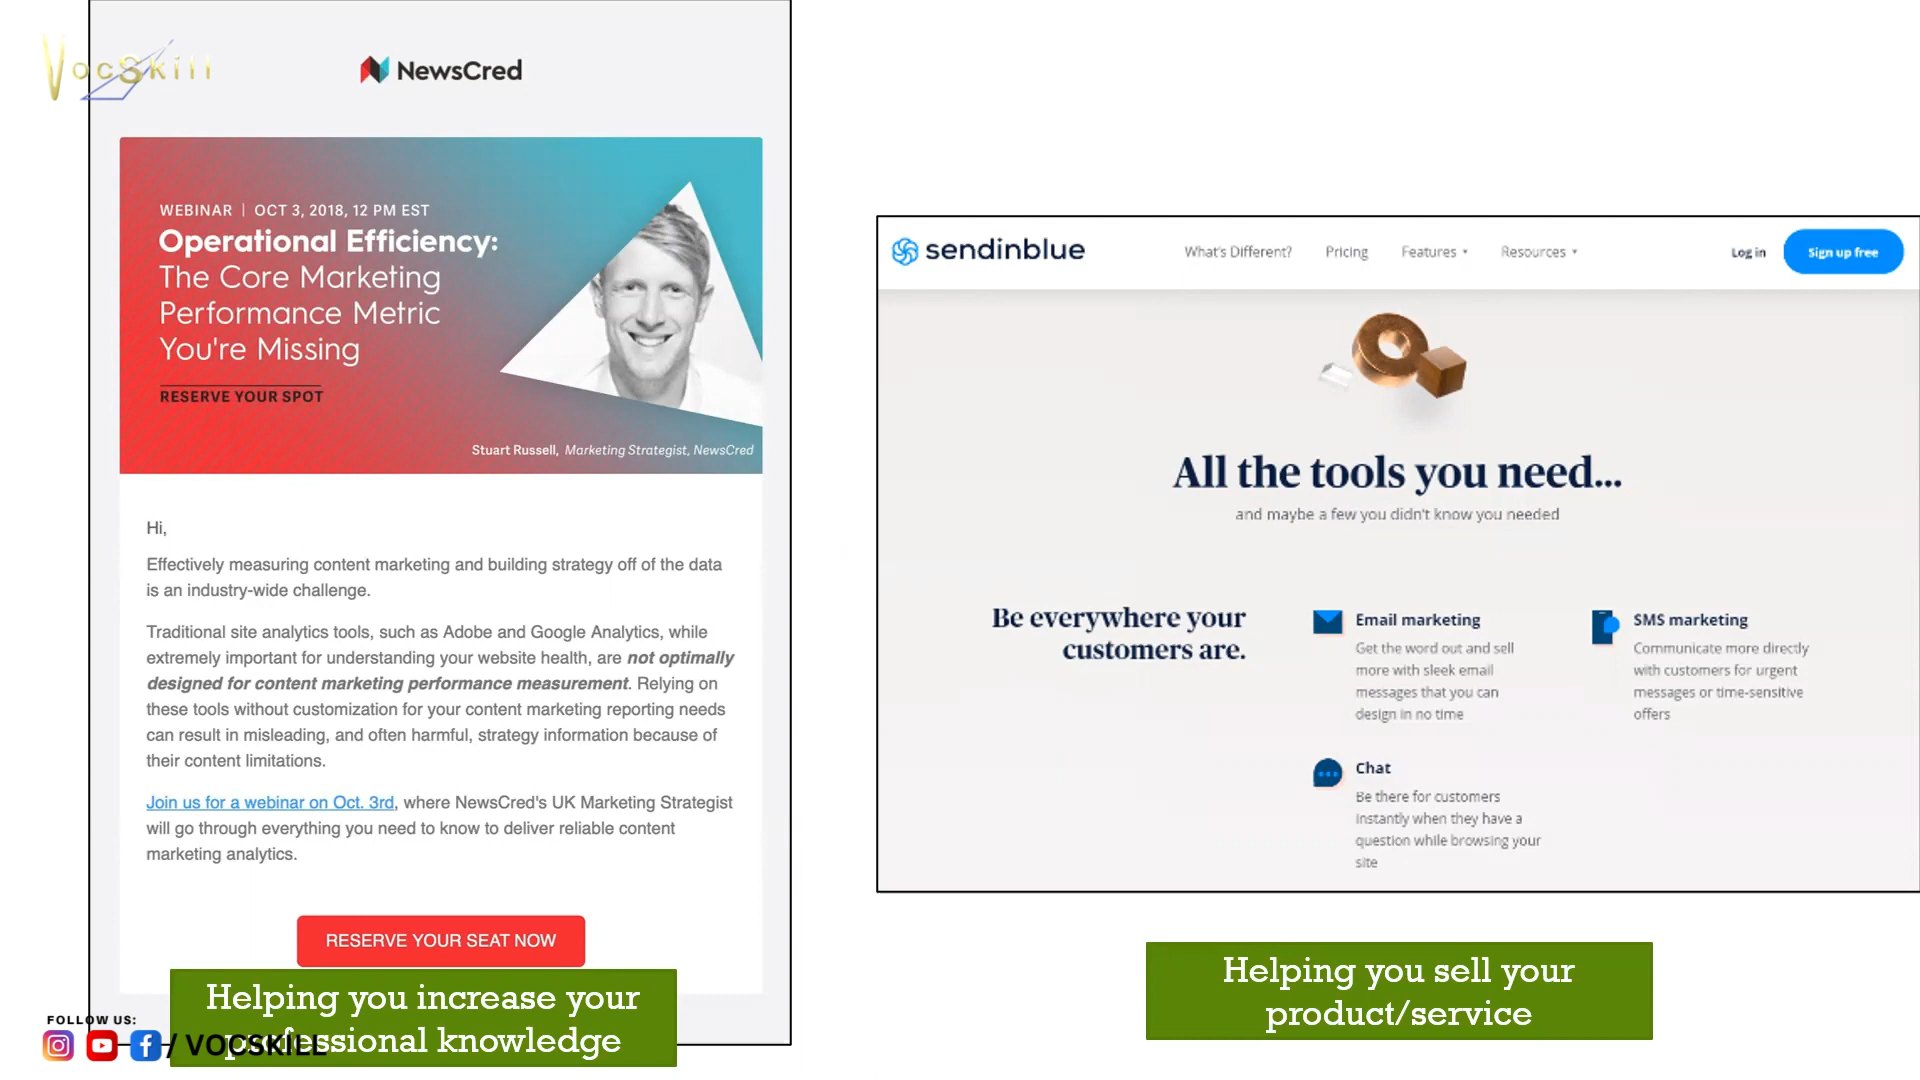 VocSkill
NewsCred
WEBINAR | OCT 3, 2018, 12 PM EST
Operational Efficiency:
The Core Marketing
Performance Metric
You're Missing
RESERVE YOUR SPOT
Stuart Russell, Marketing Strategist, NewsCred
Hi,
Effectively measuring content marketing and building strategy off of the data
is an industry-wide challenge.
Traditional site analytics tools, such as Adobe and Google Analytics, while
extremely important for understanding your website health, are not optimally
designed for content marketing performance measurement. Relying on
these tools without customization for your content marketing reporting needs
can result in misleading, and often harmful, strategy information because of
their content limitations.
Join us for a webinar on Oct. 3rd, where NewsCred's UK Marketing Strategist
will go through everything you need to know to deliver reliable content
marketing analytics.
RESERVE YOUR SEAT NOW
Helping you increase your
professional knowledge
FOLLOW US:
/ VOCSKILL
sendinblue
What's Different?
Pricing
Features
Resources
Log in
Sign up free
All the tools you need...
and maybe a few you didn't know you needed
Be everywhere your
customers are.
Email marketing
Get the word out and sell
more with sleek email
messages that you can
design in no time
SMS marketing
Communicate more directly
with customers for urgent
messages or time-sensitive
offers
Chat
Be there for customers
instantly when they have a
question while browsing your
site
Helping you sell your
product/service